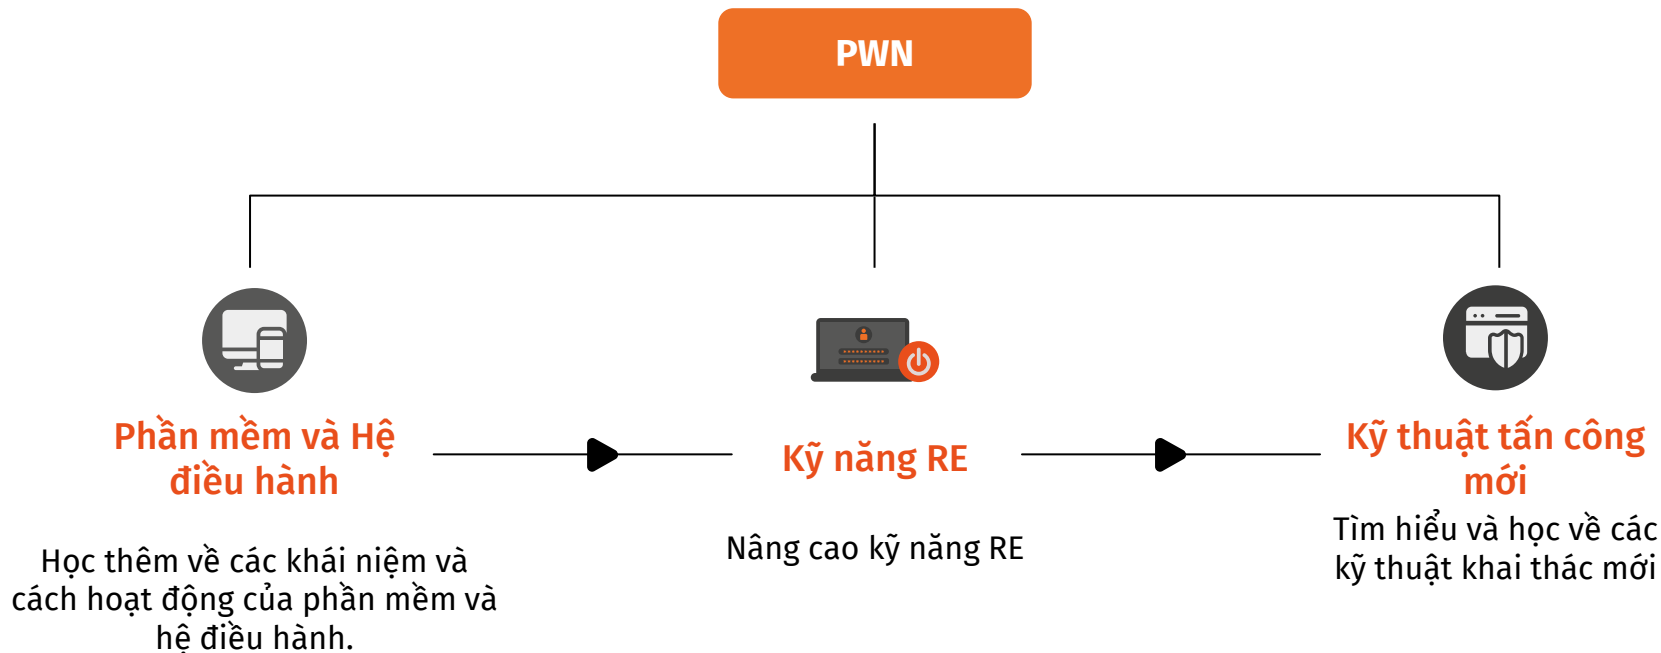 PWN
Phần mềm và Hệ
điều hành
Học thêm về các khái niệm và
cách hoạt động của phần mềm và
hệ điều hành.
Kỹ năng RE
Nâng cao kỹ năng RE
Kỹ thuật tấn công
mới
Tìm hiểu và học về các
kỹ thuật khai thác mới